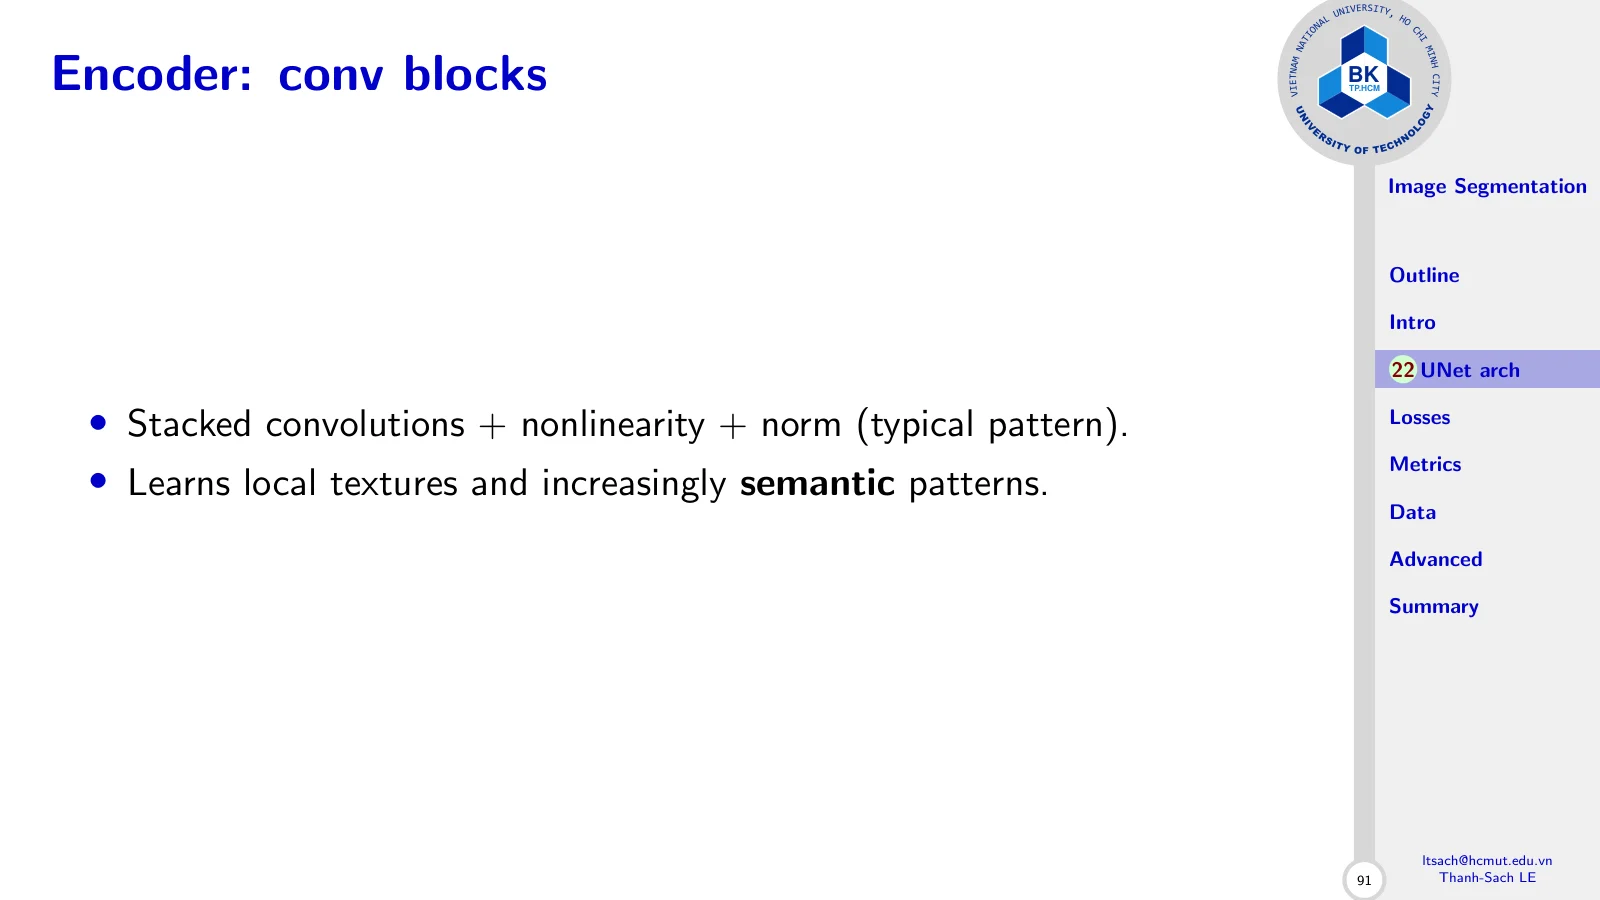 Encoder: conv blocks
• Stacked convolutions + nonlinearity + norm (typical pattern).
• Learns local textures and increasingly semantic patterns.
VIETNAM NATIONAL UNIVERSITY, HO CHI MINH CITY
BK
TP.HCM
UNIVERSITY OF TECHNOLOGY
Image Segmentation
Outline
Intro
22 UNet arch
Losses
Metrics
Data
Advanced
Summary
ltsach@hcmut.edu.vn
Thanh-Sach LE
91